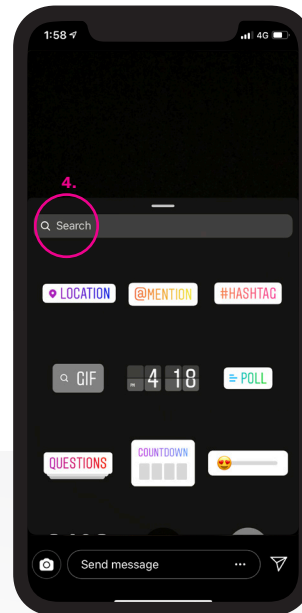 1:58 4G
4.
Search
LOCATION @MENTION #HASHTAG
GIF 4 18 POLL
QUESTIONS COUNTDOWN
Send message ...